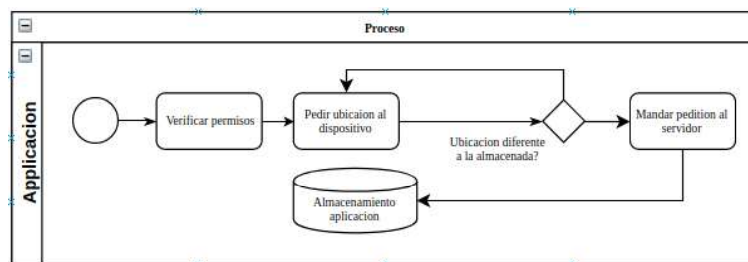 Proceso
Applicacion
Verificar permisos
Pedir ubicaion al
dispositivo
Ubicacion diferente
a la almacenada?
Mandar pedition al
servidor
Almacenamiento
aplicacion